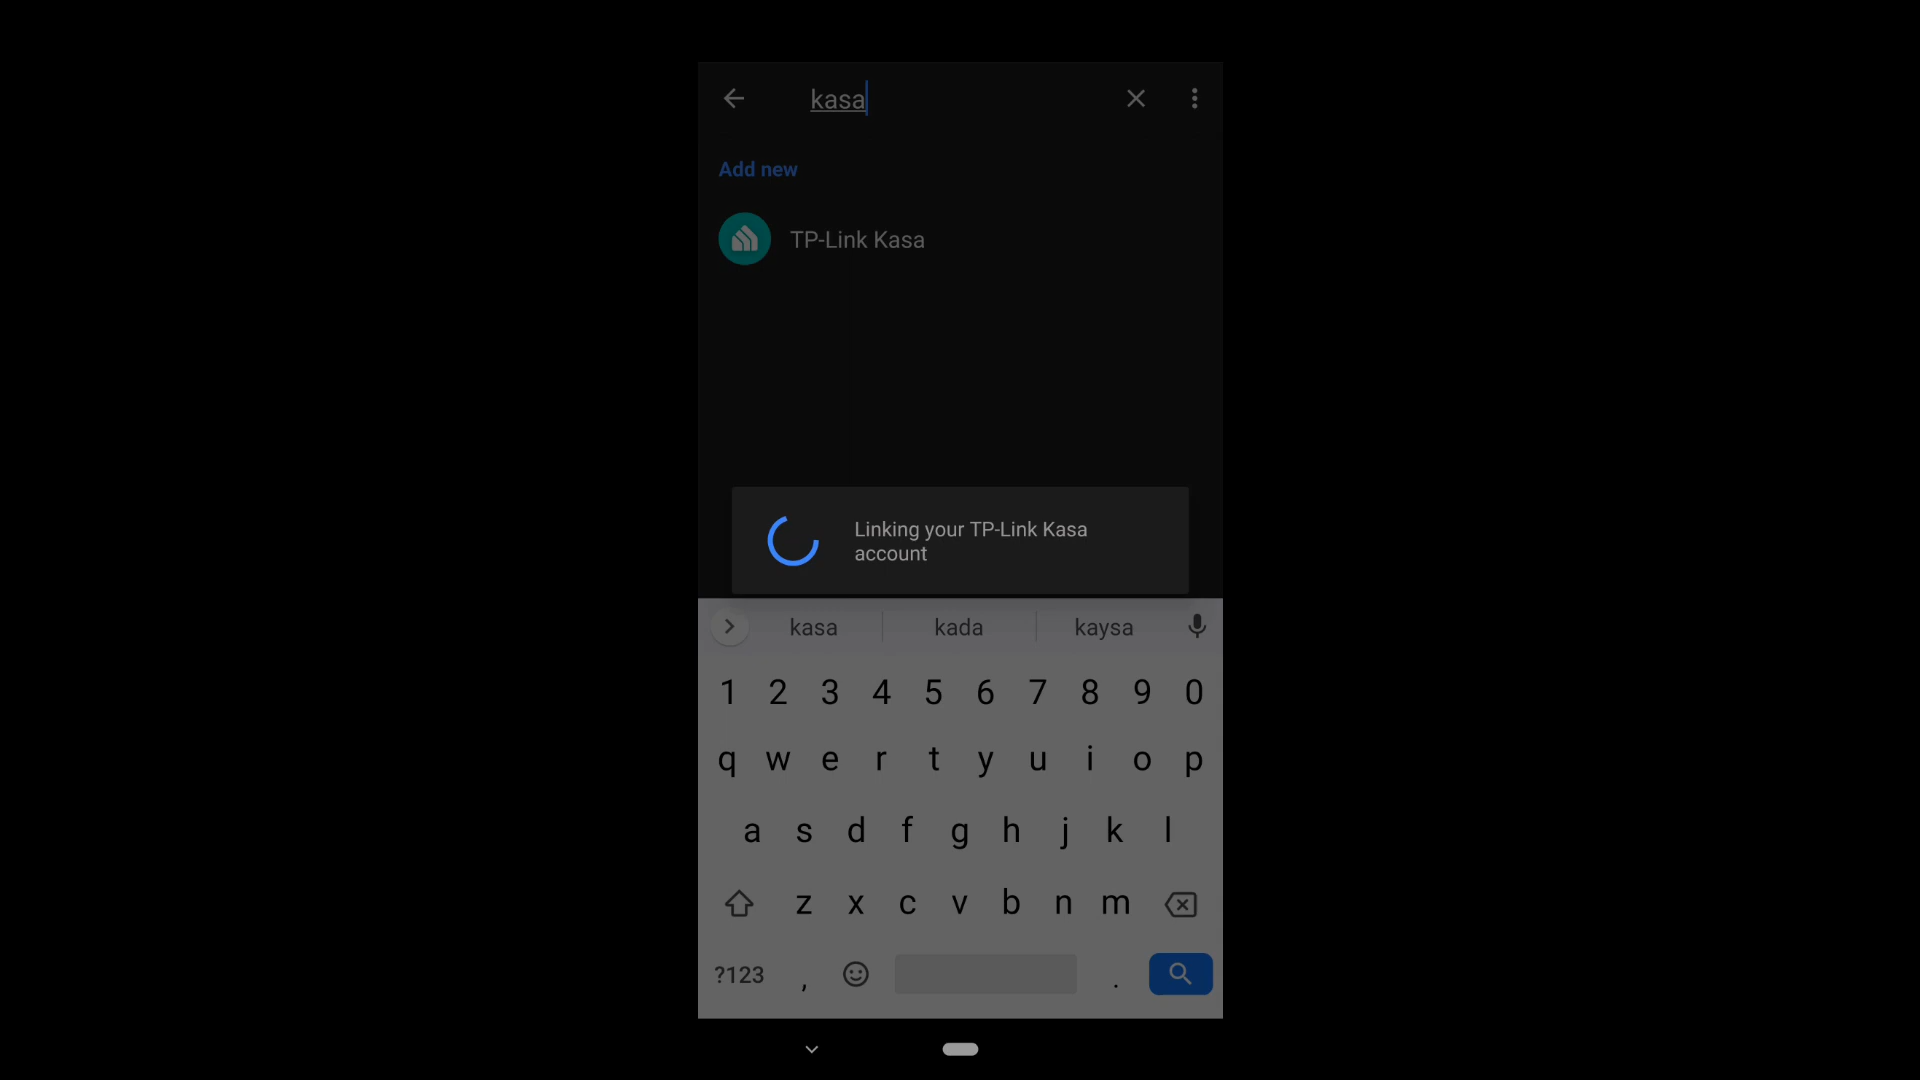 kasa
Add new
TP-Link Kasa
Linking your TP-Link Kasa
account
kasa kada kaysa
1 2 3 4 5 6 7 8 9 0
q w e r t y u i o p
a s d f g h j k l
z x c v b n m
?123 , .